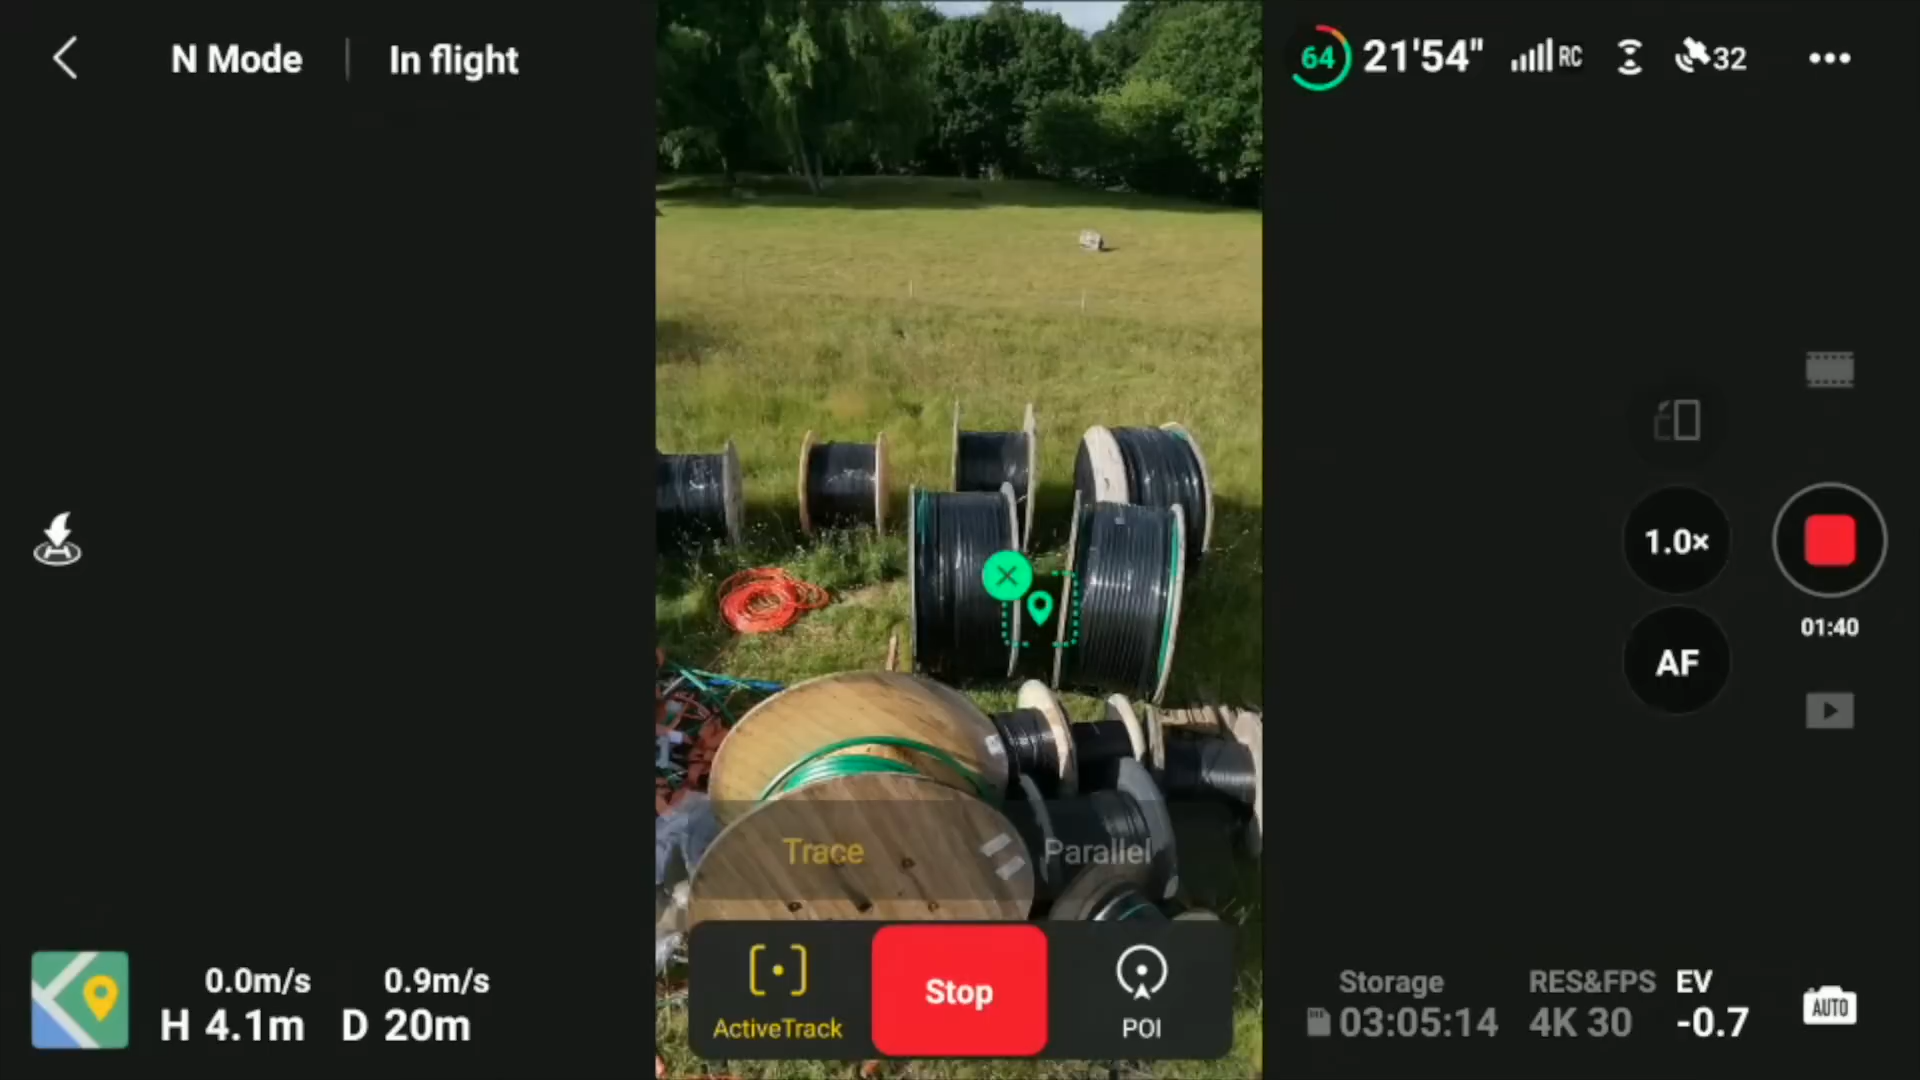 N Mode
In flight
64
21'54"
RC
32
1.0×
01:40
AF
Trace
Parallel
0.0m/s
0.9m/s
H 4.1m
D 20m
ActiveTrack
Stop
POI
Storage
RES&FPS
EV
03:05:14
4K 30
-0.7
AUTO